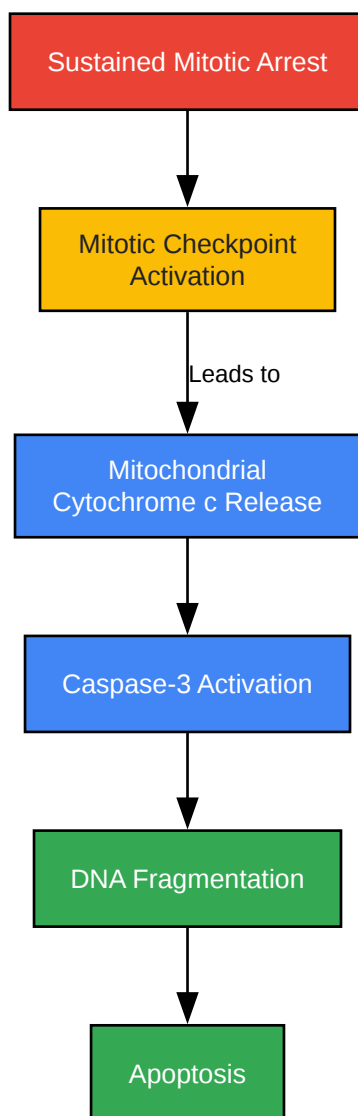 Sustained Mitotic Arrest
Mitotic Checkpoint
Activation
Leads to
Mitochondrial
Cytochrome c Release
Caspase-3 Activation
DNA Fragmentation
Apoptosis